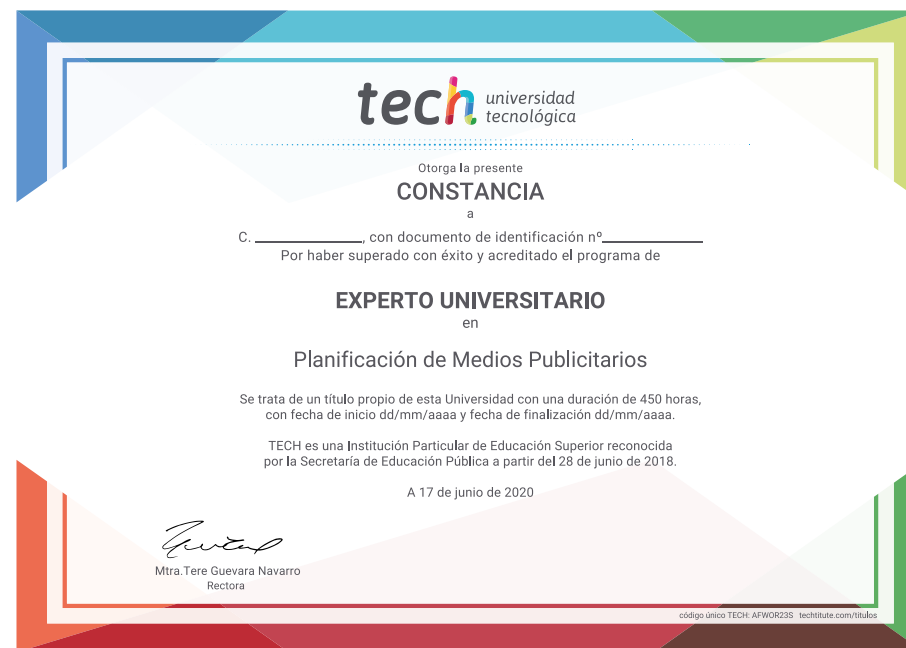 tech universidad
tecnológica
Otorga la presente
CONSTANCIA
a
C. ______________, con documento de identificación nº_____________
Por haber superado con éxito y acreditado el programa de
EXPERTO UNIVERSITARIO
en
Planificación de Medios Publicitarios
Se trata de un título propio de esta Universidad con una duración de 450 horas,
con fecha de inicio dd/mm/aaaa y fecha de finalización dd/mm/aaaa.
TECH es una Institución Particular de Educación Superior reconocida
por la Secretaría de Educación Pública a partir del 28 de junio de 2018.
A 17 de junio de 2020
Mtra.Tere Guevara Navarro
Rectora
código único TECH: AFWOR23S techtitute.com/titulos